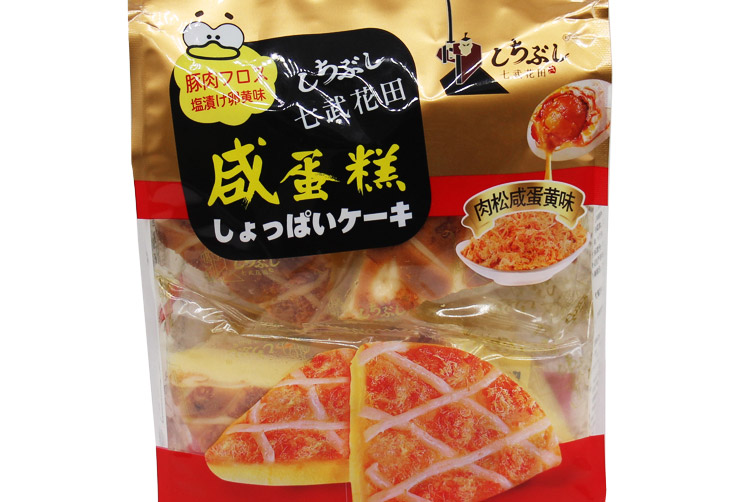 豚肉フロス
塩漬け卵黄味
しちぶし
七武花田
咸蛋糕
しょっぱいケーキ
しちぶし
七武花田
肉松咸蛋黄味